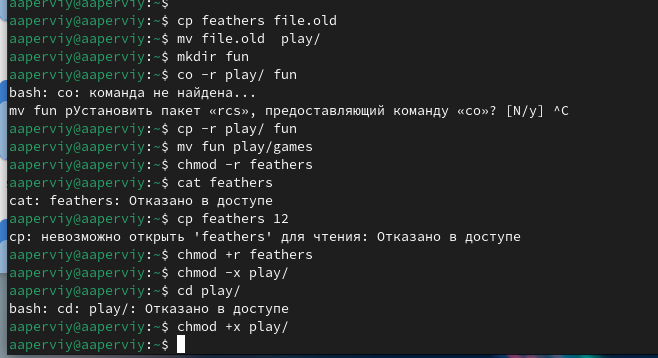 aaperviy@aaperviy:~$
aaperviy@aaperviy:~$ cp feathers file.old
aaperviy@aaperviy:~$ mv file.old  play/
aaperviy@aaperviy:~$ mkdir fun
aaperviy@aaperviy:~$ co -r play/ fun
bash: co: команда не найдена...
mv fun pУстановить пакет «rcs», предоставляющий команду «co»? [N/y] ^C
aaperviy@aaperviy:~$ cp -r play/ fun
aaperviy@aaperviy:~$ mv fun play/games
aaperviy@aaperviy:~$ chmod -r feathers
aaperviy@aaperviy:~$ cat feathers
cat: feathers: Отказано в доступе
aaperviy@aaperviy:~$ cp feathers 12
cp: невозможно открыть 'feathers' для чтения: Отказано в доступе
aaperviy@aaperviy:~$ chmod +r feathers
aaperviy@aaperviy:~$ chmod -x play/
aaperviy@aaperviy:~$ cd play/
bash: cd: play/: Отказано в доступе
aaperviy@aaperviy:~$ chmod +x play/
aaperviy@aaperviy:~$